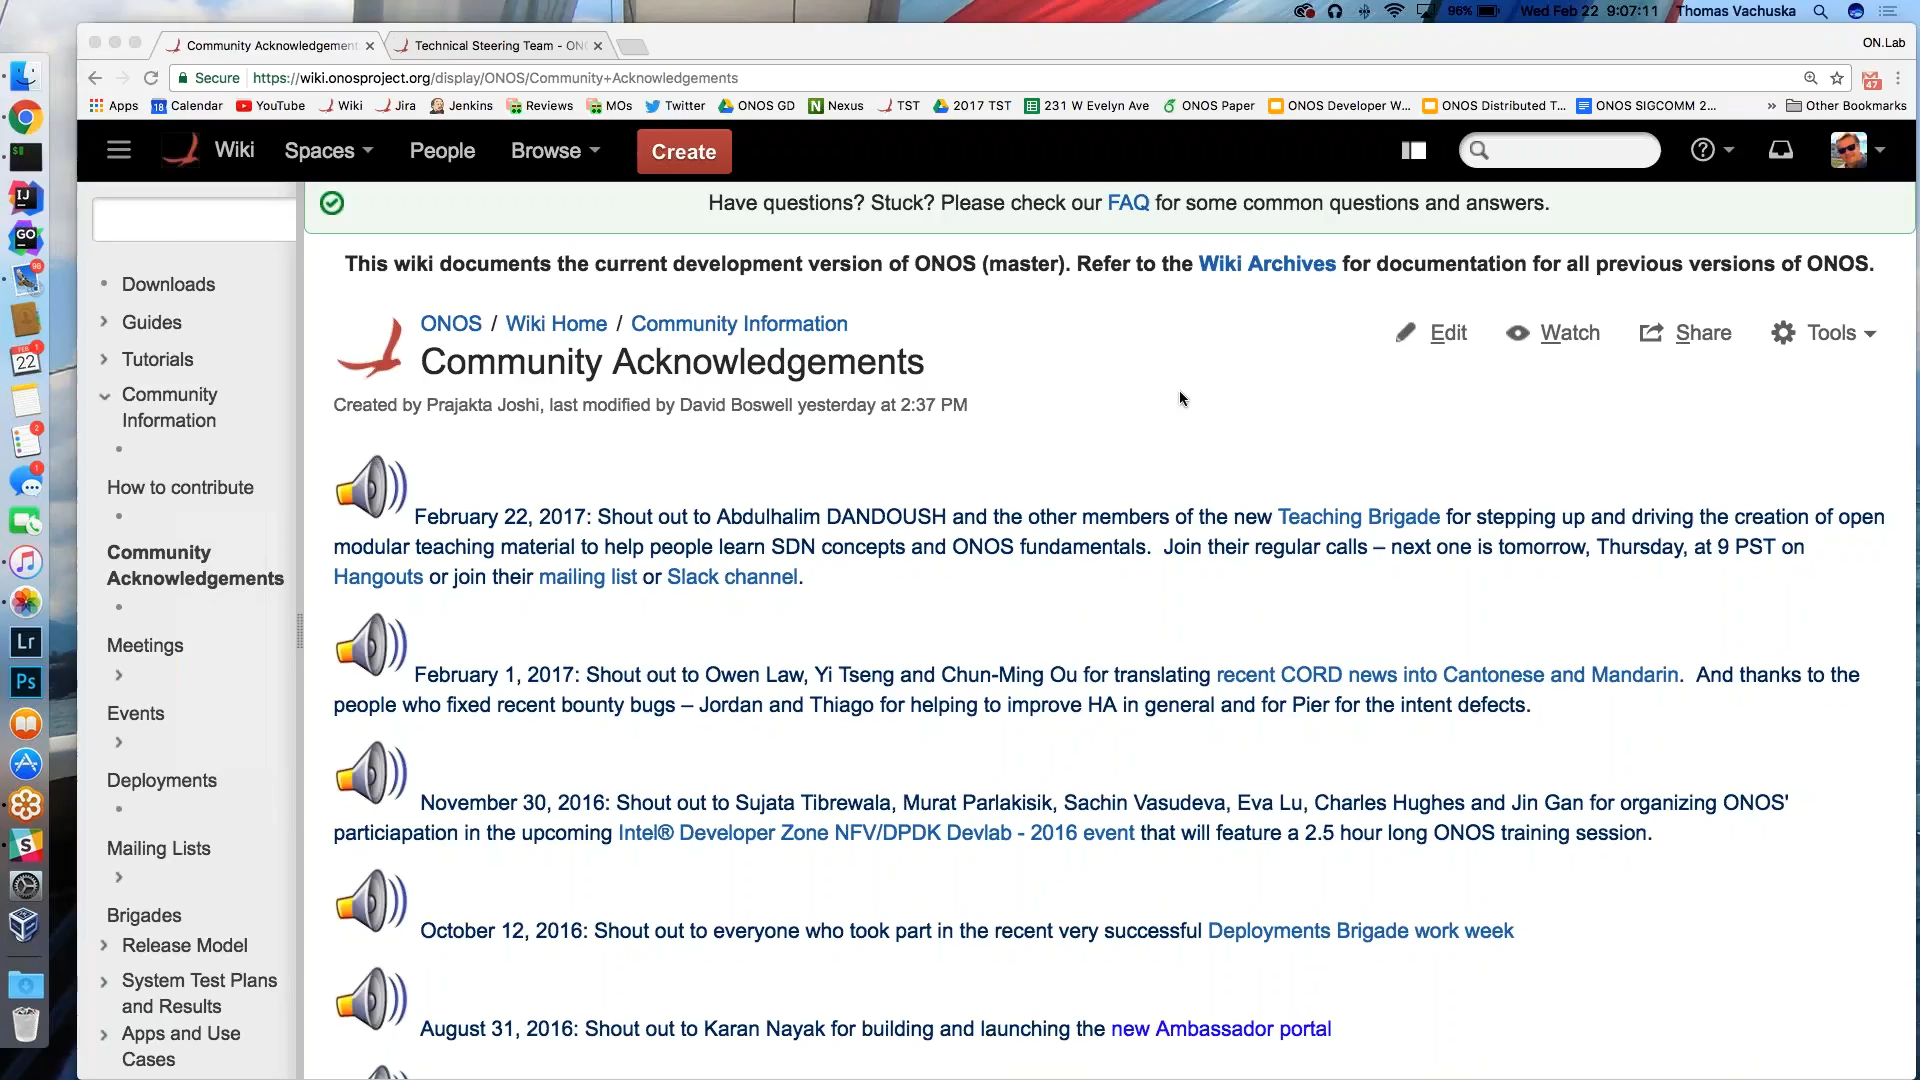 96% Wed Feb 22 9:07:11 Thomas Vachuska
Community Acknowledgement Technical Steering Team - ON ON.Lab
Secure https://wiki.onosproject.org/display/ONOS/Community+Acknowledgements 47
Apps 18 Calendar YouTube Wiki Jira Jenkins Reviews MOs Twitter ONOS GD N Nexus TST 2017 TST 231 W Evelyn Ave ONOS Paper ONOS Developer W... ONOS Distributed T... ONOS SIGCOMM 2... » Other Bookmarks
Wiki Spaces People Browse Create
Have questions? Stuck? Please check our FAQ for some common questions and answers.
This wiki documents the current development version of ONOS (master). Refer to the Wiki Archives for documentation for all previous versions of ONOS.
ONOS / Wiki Home / Community Information
Edit Watch Share Tools
Community Acknowledgements
Created by Prajakta Joshi, last modified by David Boswell yesterday at 2:37 PM
February 22, 2017: Shout out to Abdulhalim DANDOUSH and the other members of the new Teaching Brigade for stepping up and driving the creation of open
modular teaching material to help people learn SDN concepts and ONOS fundamentals. Join their regular calls – next one is tomorrow, Thursday, at 9 PST on
Hangouts or join their mailing list or Slack channel.
February 1, 2017: Shout out to Owen Law, Yi Tseng and Chun-Ming Ou for translating recent CORD news into Cantonese and Mandarin. And thanks to the
people who fixed recent bounty bugs – Jordan and Thiago for helping to improve HA in general and for Pier for the intent defects.
November 30, 2016: Shout out to Sujata Tibrewala, Murat Parlakisik, Sachin Vasudeva, Eva Lu, Charles Hughes and Jin Gan for organizing ONOS'
particiapation in the upcoming Intel® Developer Zone NFV/DPDK Devlab - 2016 event that will feature a 2.5 hour long ONOS training session.
October 12, 2016: Shout out to everyone who took part in the recent very successful Deployments Brigade work week
August 31, 2016: Shout out to Karan Nayak for building and launching the new Ambassador portal
Downloads
Guides
Tutorials
Community
Information
How to contribute
Community
Acknowledgements
Meetings
Events
Deployments
Mailing Lists
Brigades
Release Model
System Test Plans
and Results
Apps and Use
Cases
IJ
GO
98
1
22
2
1
Lr
Ps
S